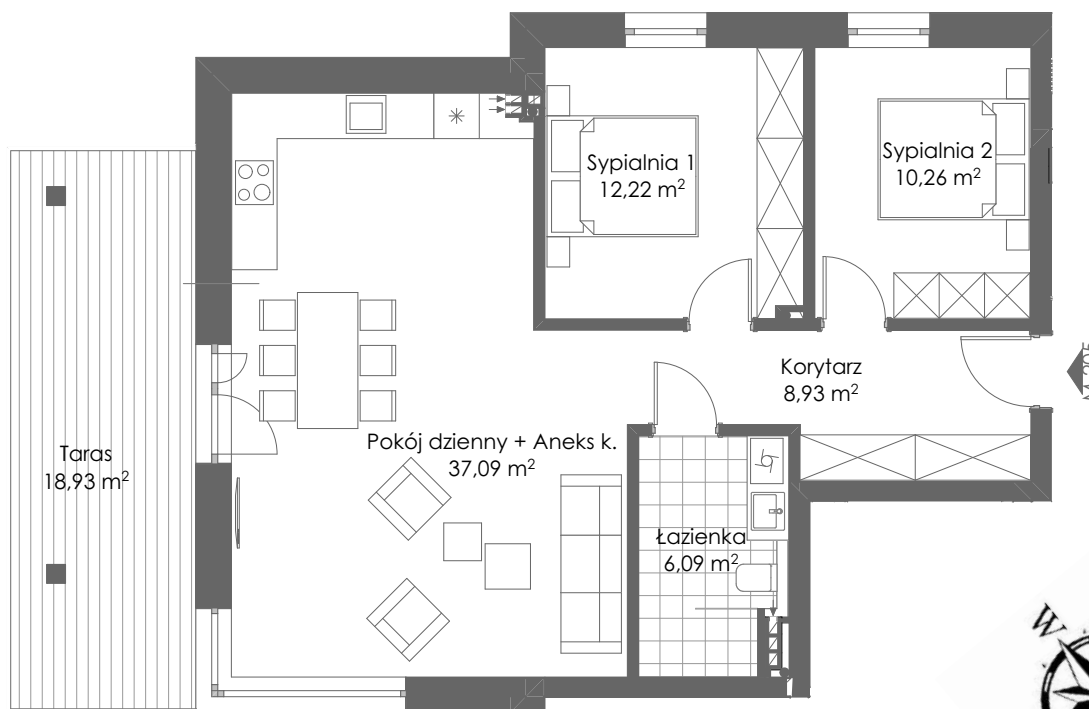 Sypialnia 1
12,22 m²
Sypialnia 2
10,26 m²
Korytarz
8,93 m²
Taras
18,93 m²
Pokój dzienny + Aneks k.
37,09 m²
Łazienka
6,09 m²
W